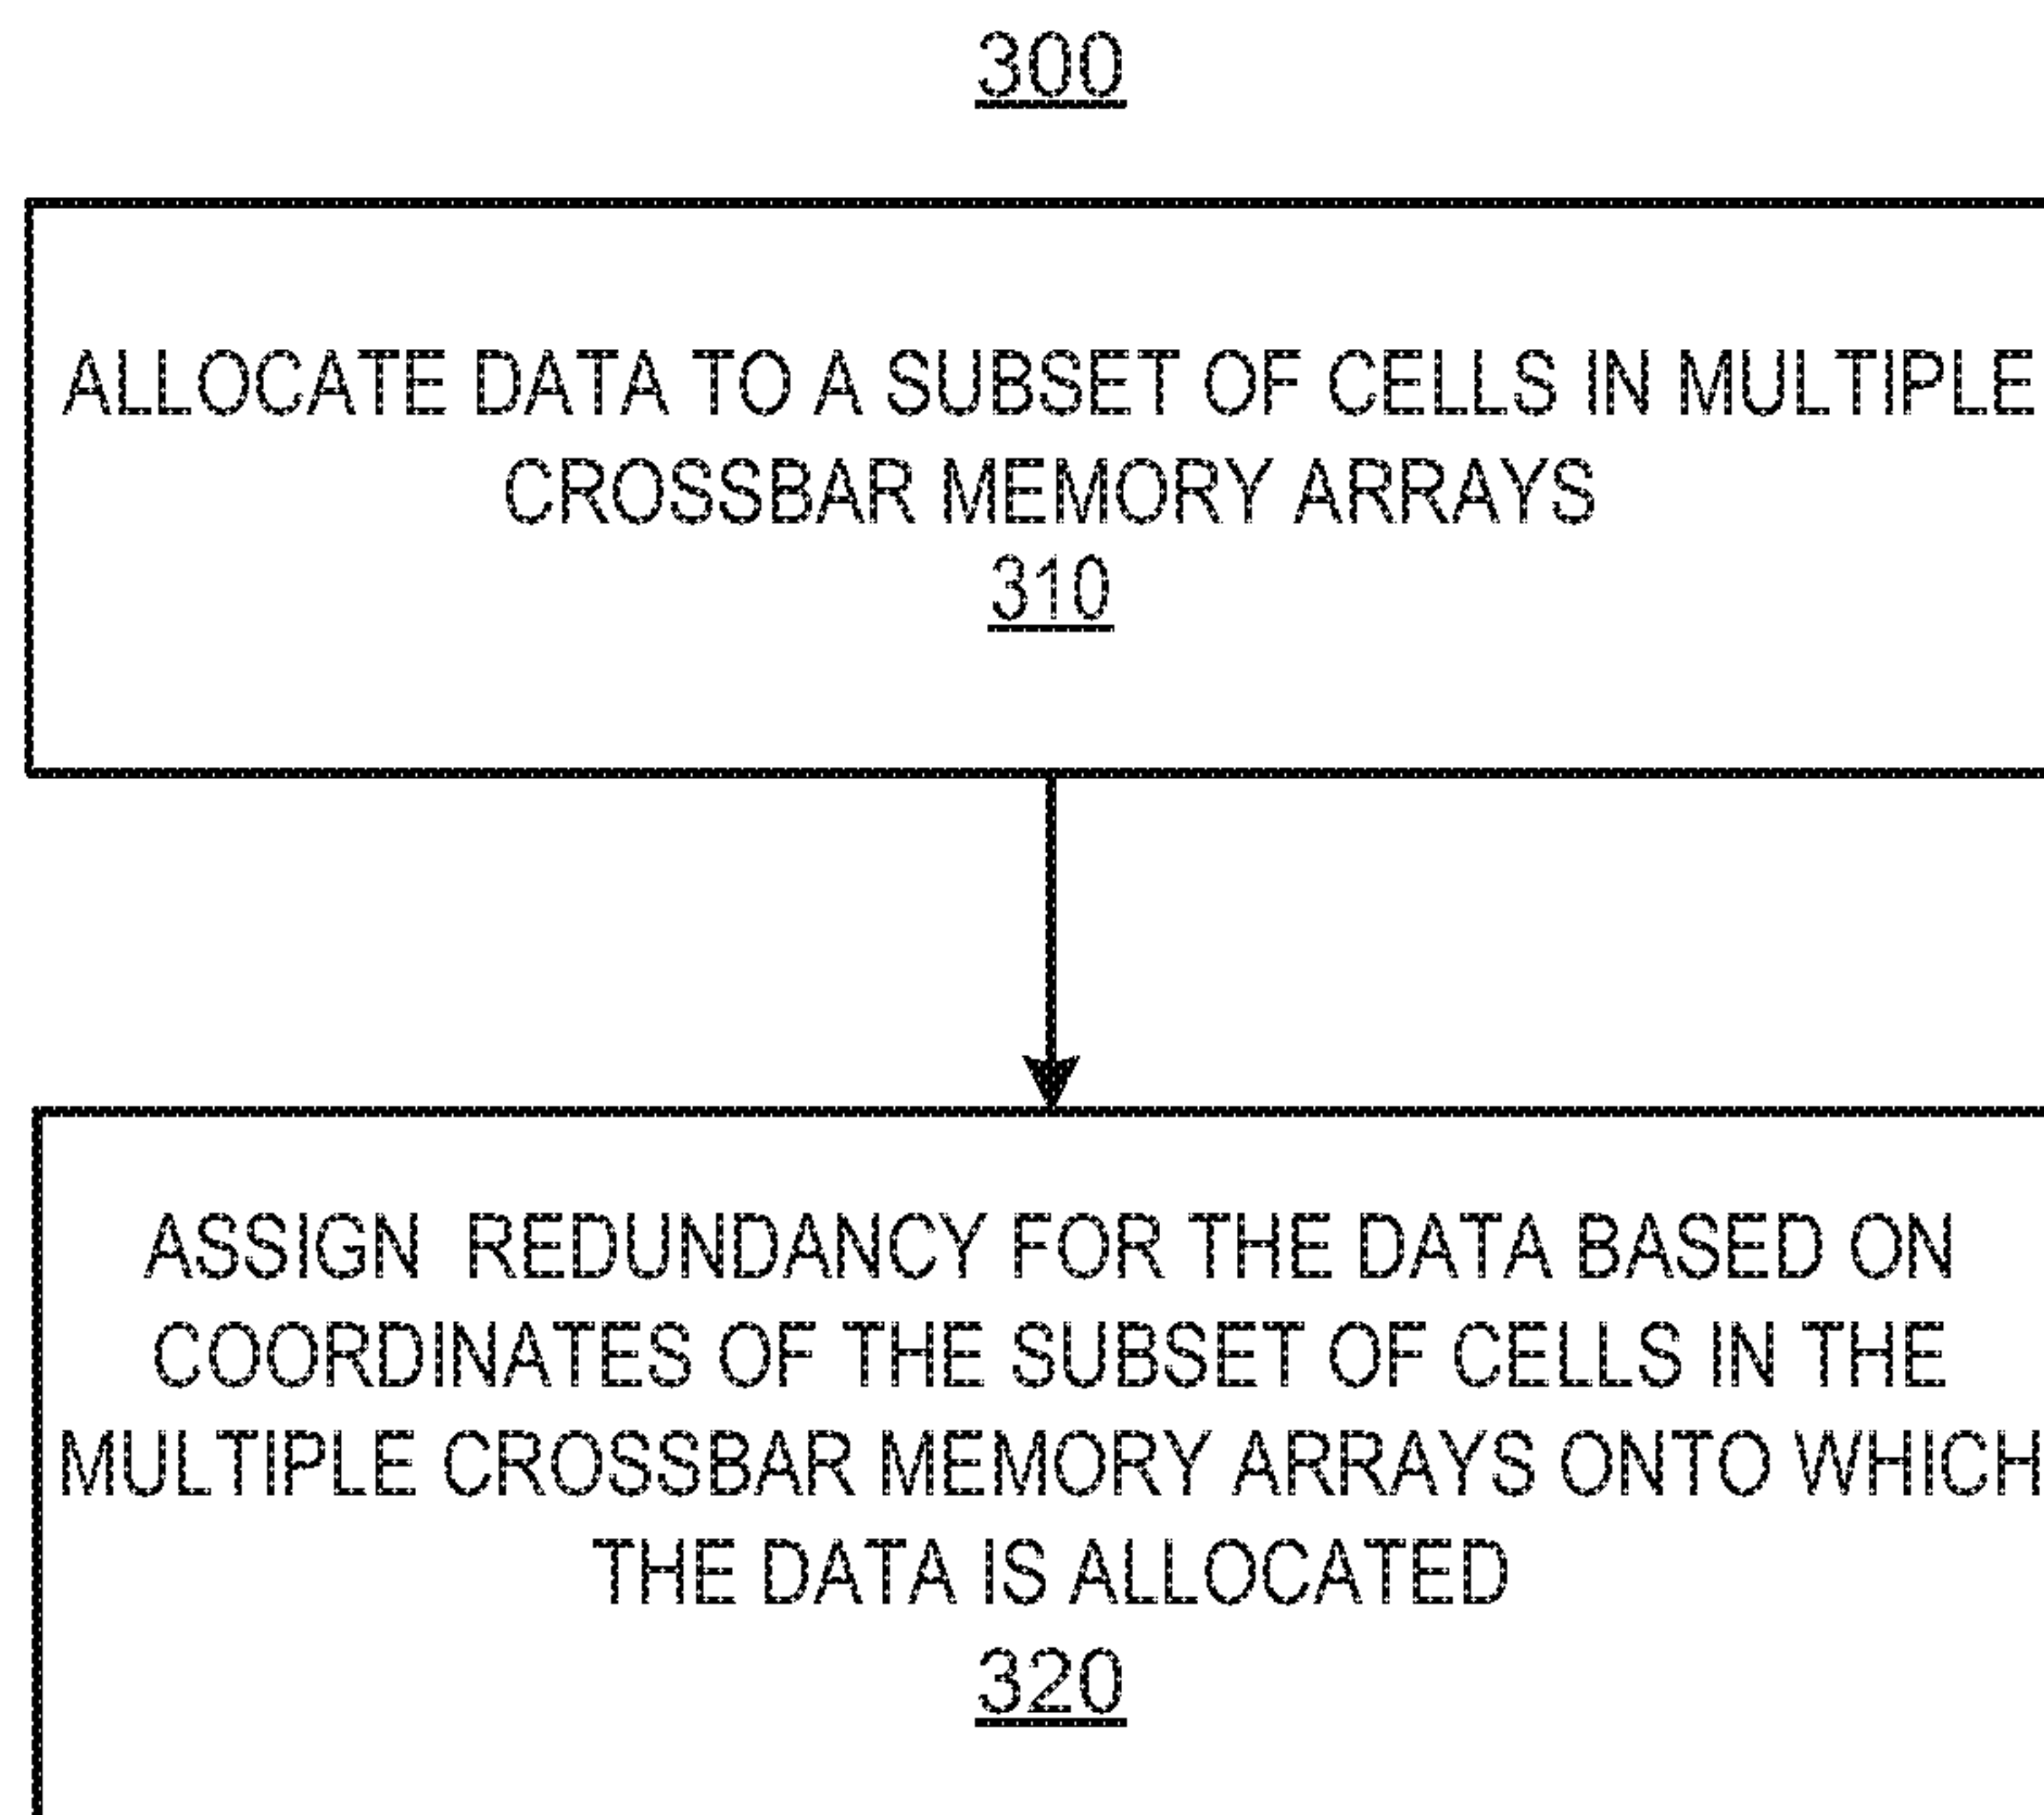 300
ALLOCATE DATA TO A SUBSET OF CELLS IN MULTIPLE
CROSSBAR MEMORY ARRAYS
310
ASSIGN REDUNDANCY FOR THE DATA BASED ON
COORDINATES OF THE SUBSET OF CELLS IN THE
MULTIPLE CROSSBAR MEMORY ARRAYS ONTO WHICH
THE DATA IS ALLOCATED
320